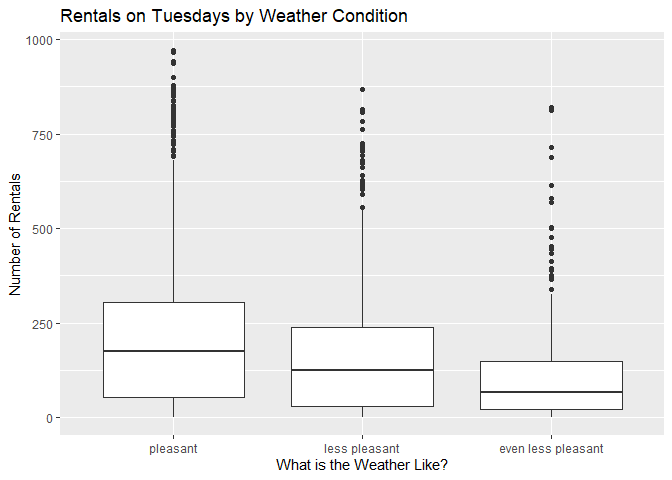 Rentals on Tuesdays by Weather Condition
1000
750
500
250
0
Number of Rentals
pleasant
less pleasant
even less pleasant
What is the Weather Like?